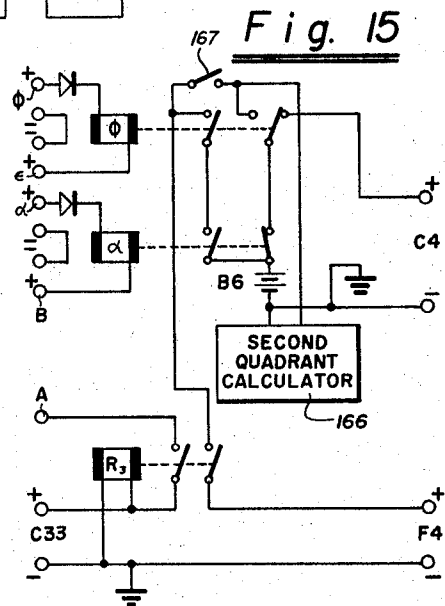 Fig. 15
167
+
ϕ
=
+
ϵ
ϕ
+
α
=
+
B
α
+
C4
−
B6
SECOND
QUADRANT
CALCULATOR
166
A
R3
+
C33
−
+
F4
−